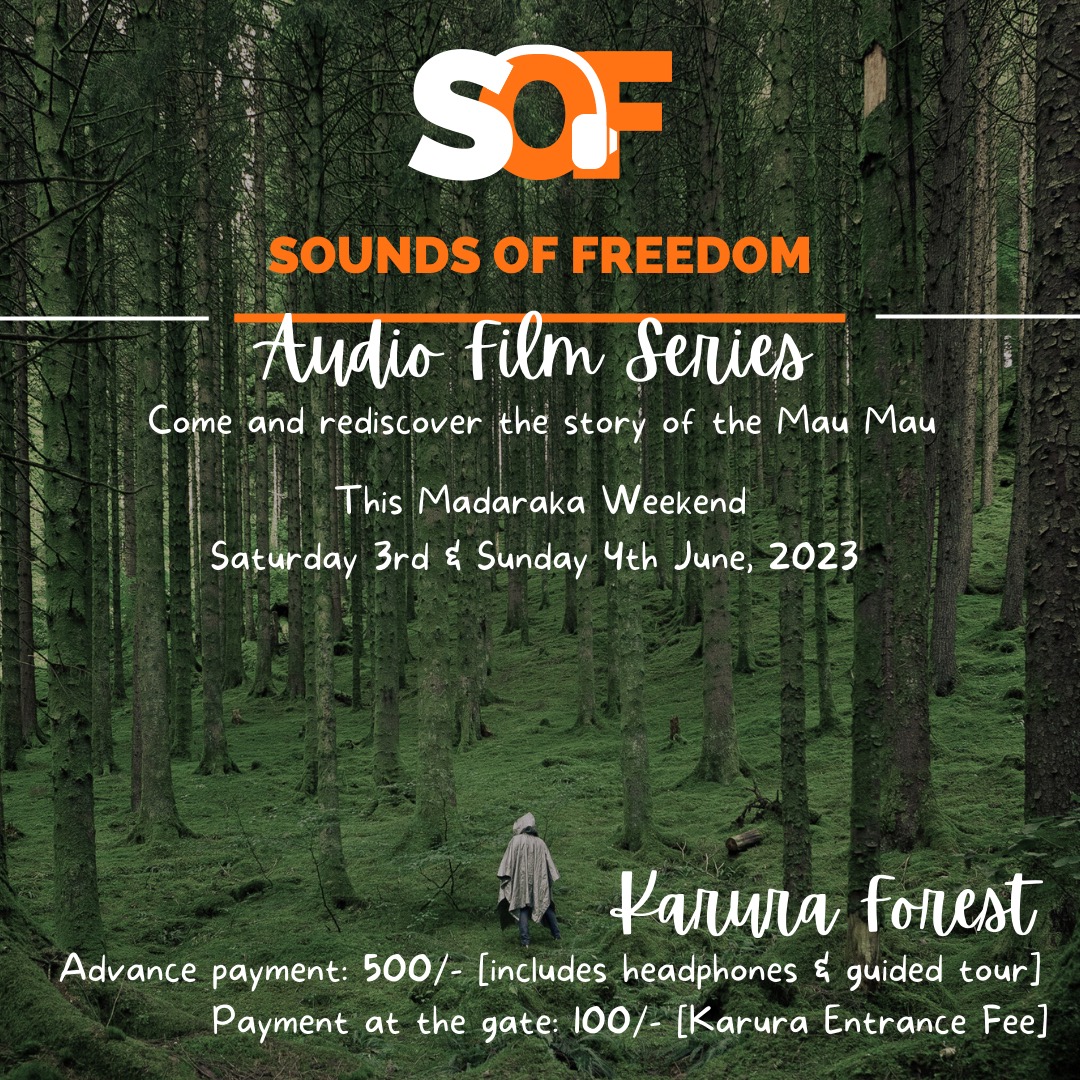 SOF
SOUNDS OF FREEDOM
Audio Film Series
Come and rediscover the story of the Mau Mau
This Madaraka Weekend
Saturday 3rd & Sunday 4th June, 2023
Karura Forest
Advance payment: 500/- [includes headphones & guided tour]
Payment at the gate: 100/- [Karura Entrance Fee]